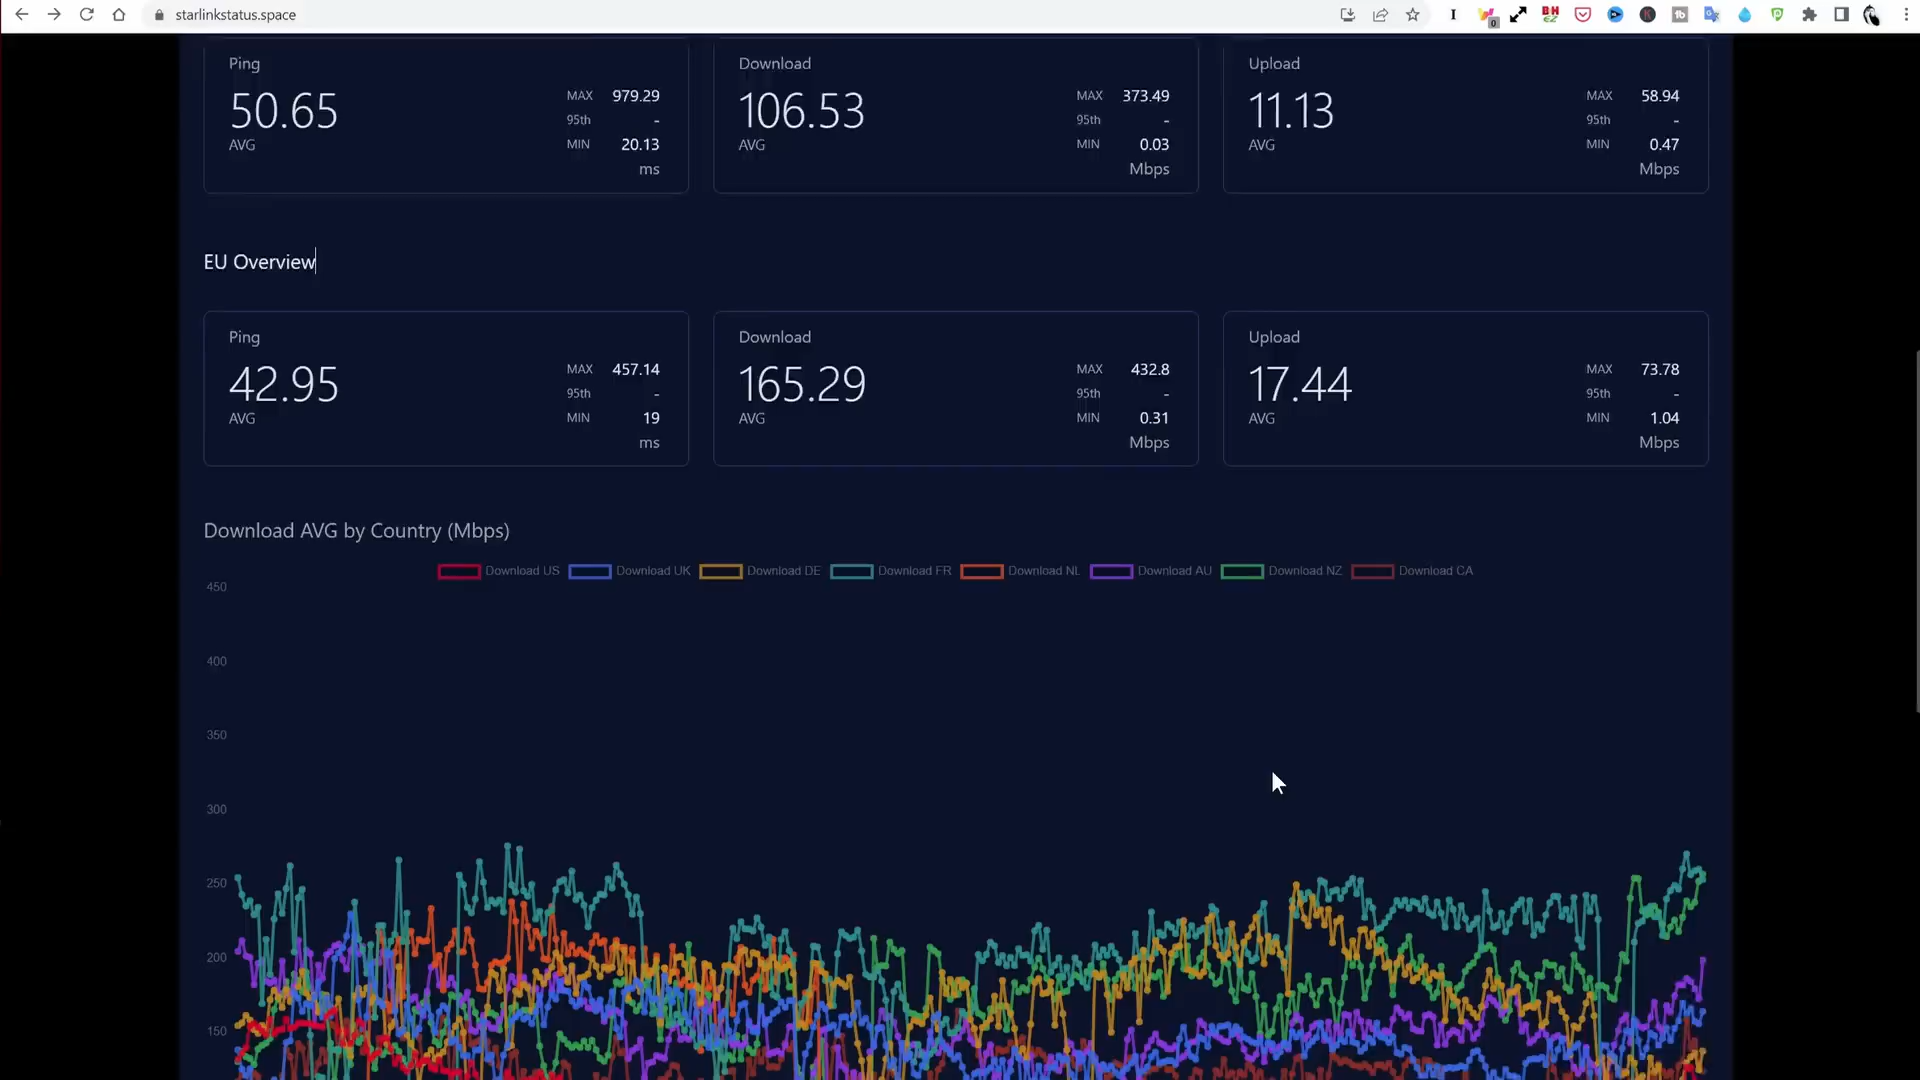 starlinkstatus.space
Ping
50.65
AVG
MAX 979.29
95th -
MIN 20.13
ms
Download
106.53
AVG
MAX 373.49
95th -
MIN 0.03
Mbps
Upload
11.13
AVG
MAX 58.94
95th -
MIN 0.47
Mbps
EU Overview
Ping
42.95
AVG
MAX 457.14
95th -
MIN 19
ms
Download
165.29
AVG
MAX 432.8
95th -
MIN 0.31
Mbps
Upload
17.44
AVG
MAX 73.78
95th -
MIN 1.04
Mbps
Download AVG by Country (Mbps)
Download US Download UK Download DE Download FR Download NL Download AU Download NZ Download CA
450
400
350
300
250
200
150